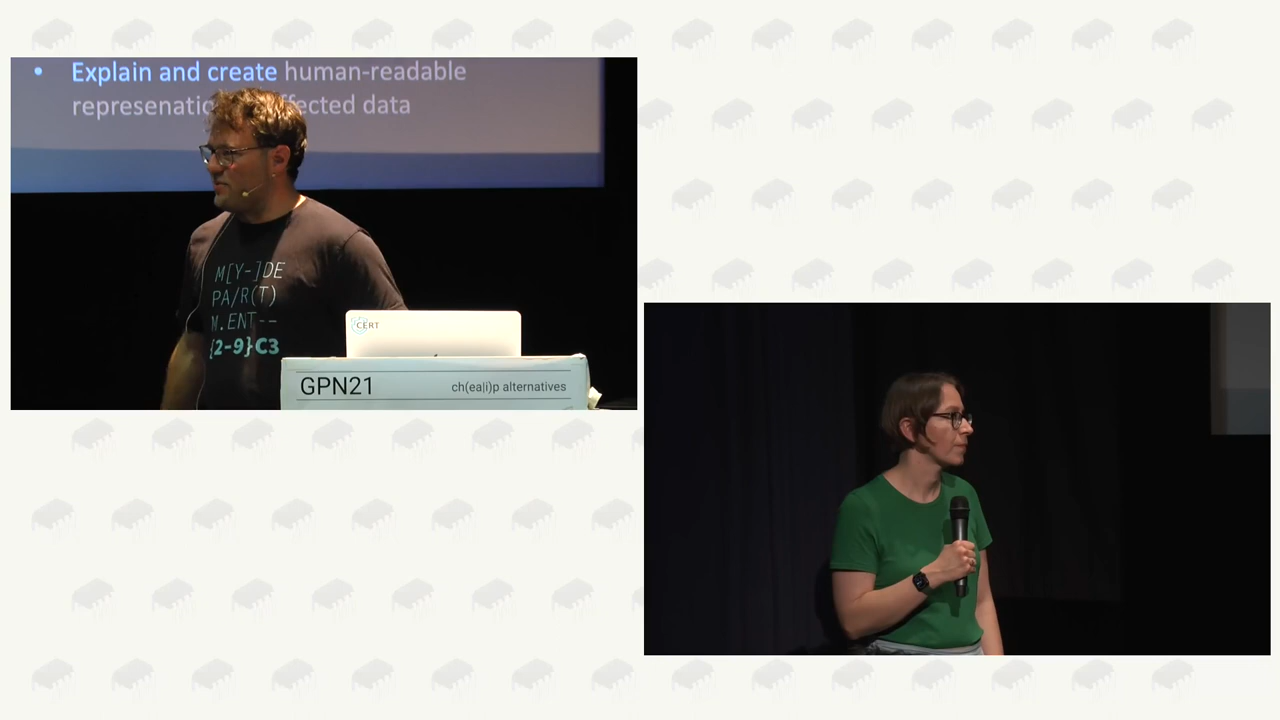 • Explain and create human-readable
represenatio ffected data
M[Y-]DE
PA/R(T)
M.ENT--
{2-9}C3
CERT
GPN21
ch(ea|i)p alternatives